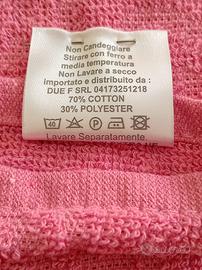 Non Candeggiare
Stirare con ferro a
media temperatura
Non Lavare a secco
importato e distribuito da :
DUE F SRL 04173251218
70% COTTON
30% POLYESTER
40
Lavare Separatamente.